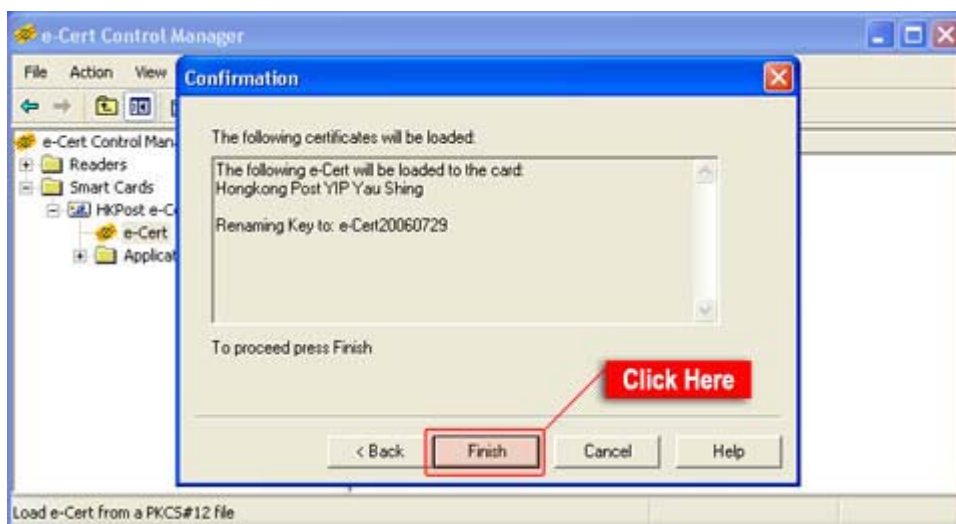 e-Cert Control Manager
File Action View
Confirmation
e-Cert Control Man
Readers
Smart Cards
HKPost e-C
e-Cert
Applicat
The following certificates will be loaded:
The following e-Cert will be loaded to the card:
Hongkong Post YIP Yau Shing
Renaming Key to: e-Cert20060729
To proceed press Finish
Click Here
< Back Finish Cancel Help
Load e-Cert from a PKCS#12 file